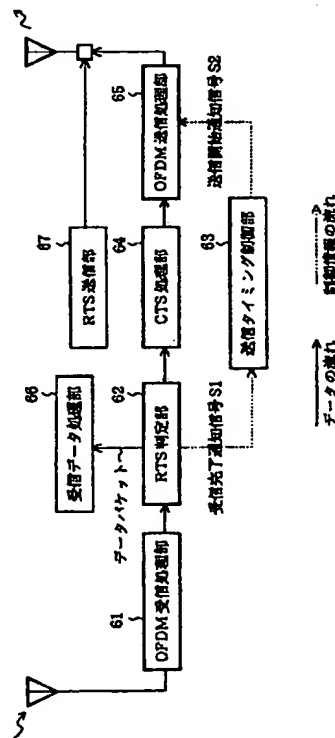 67
RTS送信部
66
受信データ処理部
61
OFDM受信処理部
データパケット
62
RTS判定部
64
CTS処理部
65
OFDM送信処理部
受信完了通知信号S1
送信開始通知信号S2
63
送信タイミング制御部
データの流れ
制御情報の流れ